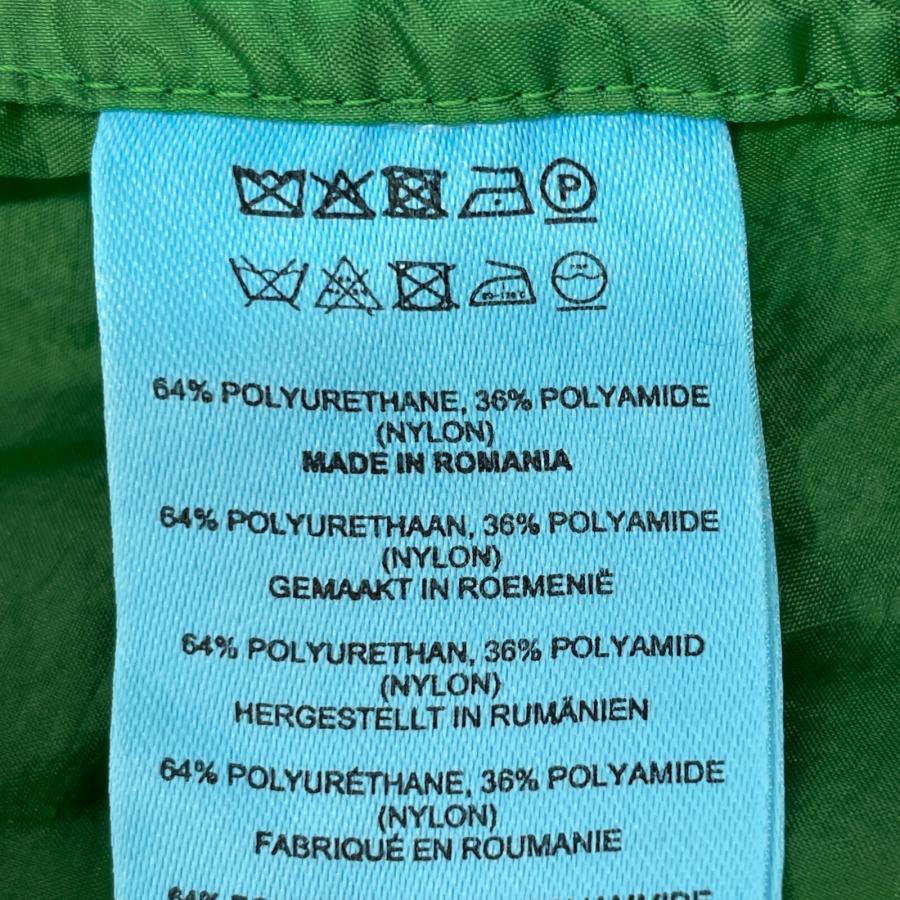 P
64% POLYURETHANE, 36% POLYAMIDE
(NYLON)
MADE IN ROMANIA
64% POLYURETHAAN, 36% POLYAMIDE
(NYLON)
GEMAAKT IN ROEMENIË
64% POLYURETHAN, 36% POLYAMID
(NYLON)
HERGESTELLT IN RUMÄNIEN
64% POLYURÉTHANE, 36% POLYAMIDE
(NYLON)
FABRIQUÉ EN ROUMANIE
64%